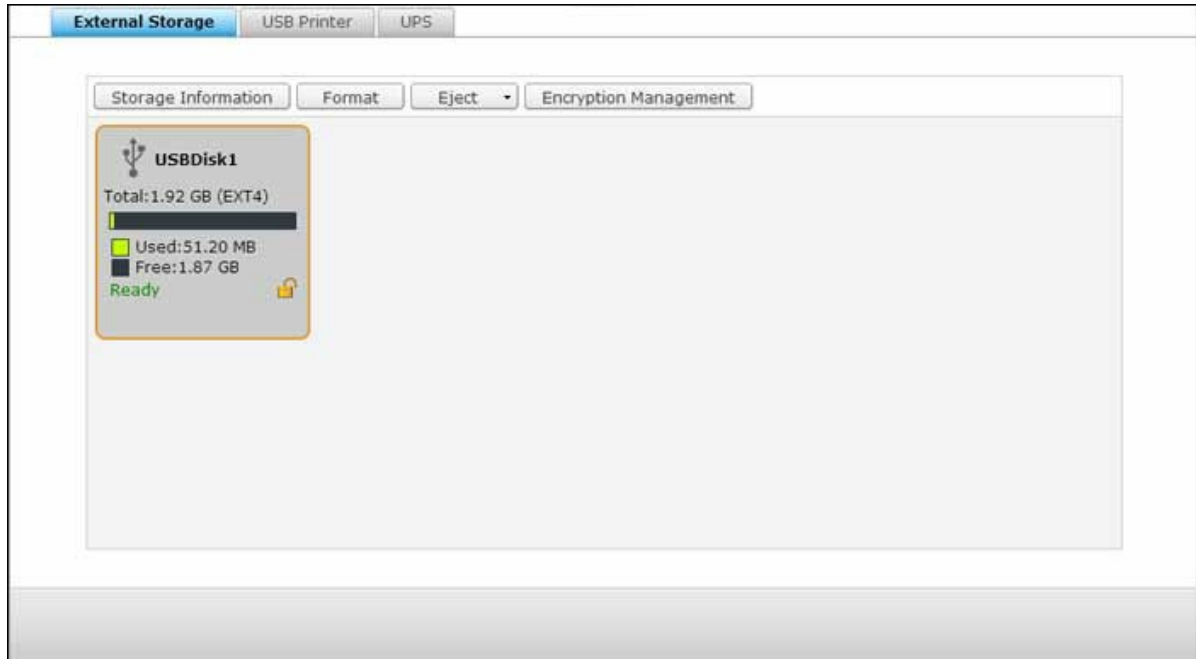 External Storage USB Printer UPS
Storage Information Format Eject Encryption Management
USBDisk1
Total:1.92 GB (EXT4)
Used:51.20 MB
Free:1.87 GB
Ready